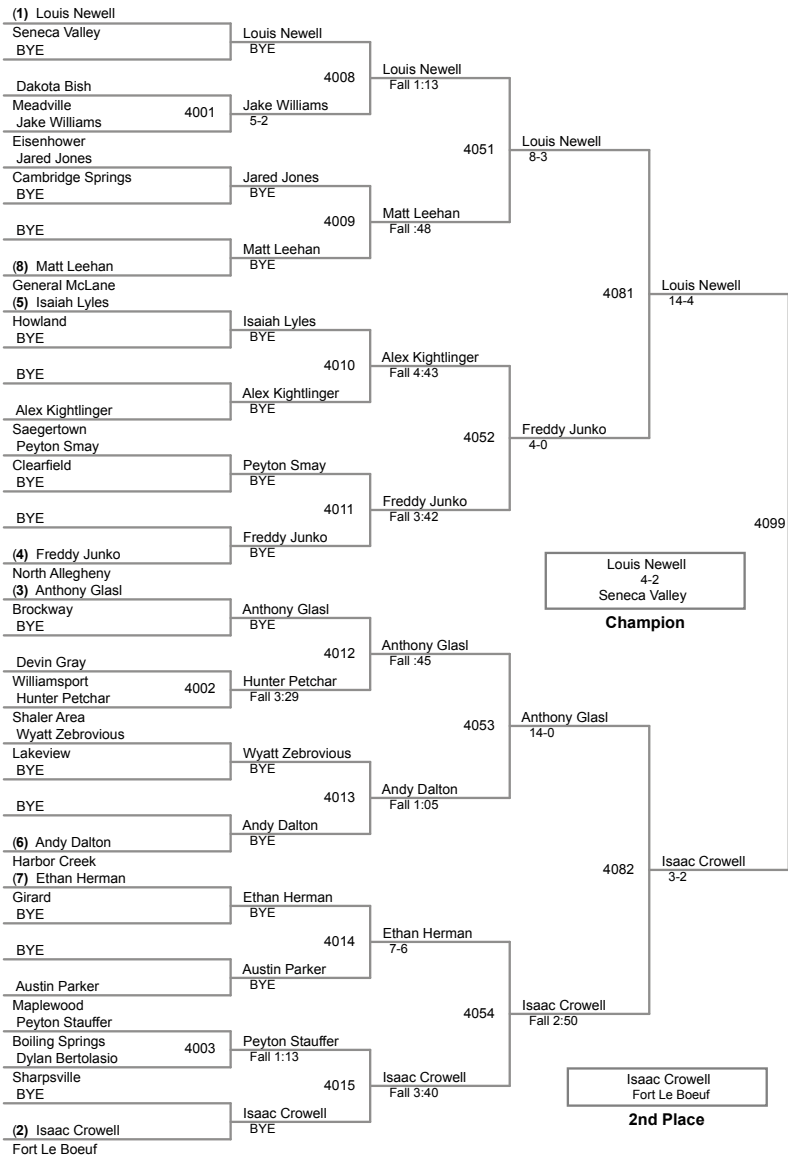 (1) Louis Newell
Seneca Valley
BYE
Dakota Bish
Meadville
Jake Williams
Eisenhower
Jared Jones
Cambridge Springs
BYE
BYE
(8) Matt Leehan
General McLane
(5) Isaiah Lyles
Howland
BYE
BYE
Alex Kightlinger
Saegertown
Peyton Smay
Clearfield
BYE
BYE
(4) Freddy Junko
North Allegheny
(3) Anthony Glasl
Brockway
BYE
Devin Gray
Williamsport
Hunter Petchar
Shaler Area
Wyatt Zebrovious
Lakeview
BYE
BYE
(6) Andy Dalton
Harbor Creek
(7) Ethan Herman
Girard
BYE
BYE
Austin Parker
Maplewood
Peyton Stauffer
Boiling Springs
Dylan Bertolasio
Sharpsville
BYE
(2) Isaac Crowell
Fort Le Boeuf
4001
4002
4003
Louis Newell
BYE
Jake Williams
5-2
Jared Jones
BYE
Matt Leehan
BYE
Isaiah Lyles
BYE
Alex Kightlinger
BYE
Peyton Smay
BYE
Freddy Junko
BYE
Anthony Glasl
BYE
Hunter Petchar
Fall 3:29
Wyatt Zebrovious
BYE
Andy Dalton
BYE
Ethan Herman
BYE
Austin Parker
BYE
Peyton Stauffer
Fall 1:13
Isaac Crowell
BYE
4008
4009
4010
4011
4012
4013
4014
4015
Louis Newell
Fall 1:13
Matt Leehan
Fall :48
Alex Kightlinger
Fall 4:43
Freddy Junko
Fall 3:42
Anthony Glasl
Fall :45
Andy Dalton
Fall 1:05
Ethan Herman
7-6
Isaac Crowell
Fall 3:40
4051
4052
4053
4054
Louis Newell
8-3
Freddy Junko
4-0
Anthony Glasl
14-0
Isaac Crowell
Fall 2:50
4081
4082
Louis Newell
14-4
Isaac Crowell
3-2
4099
Louis Newell
4-2
Seneca Valley
Champion
Isaac Crowell
Fort Le Boeuf
2nd Place